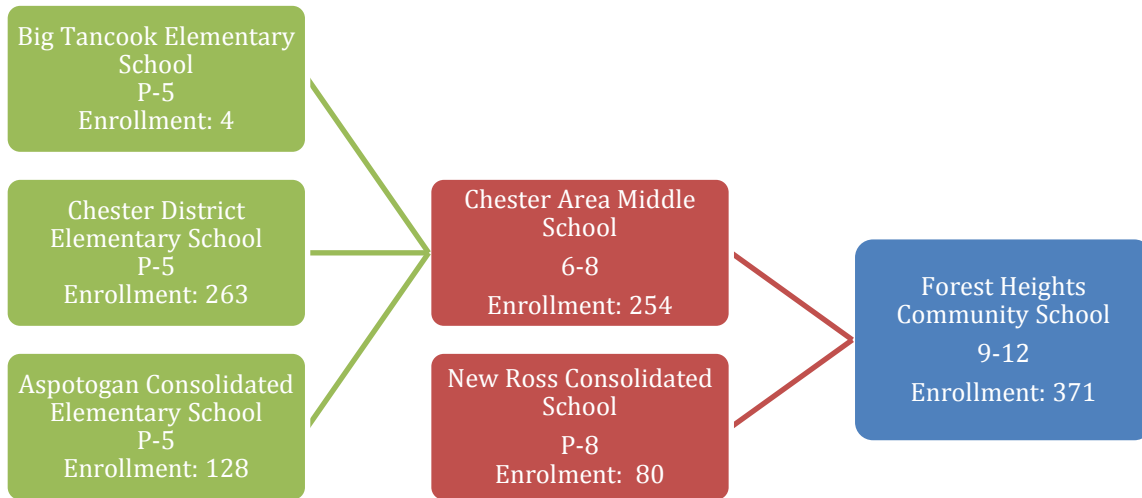 Big Tancook Elementary
School
P-5
Enrollment: 4
Chester District
Elementary School
P-5
Enrollment: 263
Aspotogan Consolidated
Elementary School
P-5
Enrollment: 128
Chester Area Middle
School
6-8
Enrollment: 254
New Ross Consolidated
School
P-8
Enrolment: 80
Forest Heights
Community School
9-12
Enrollment: 371